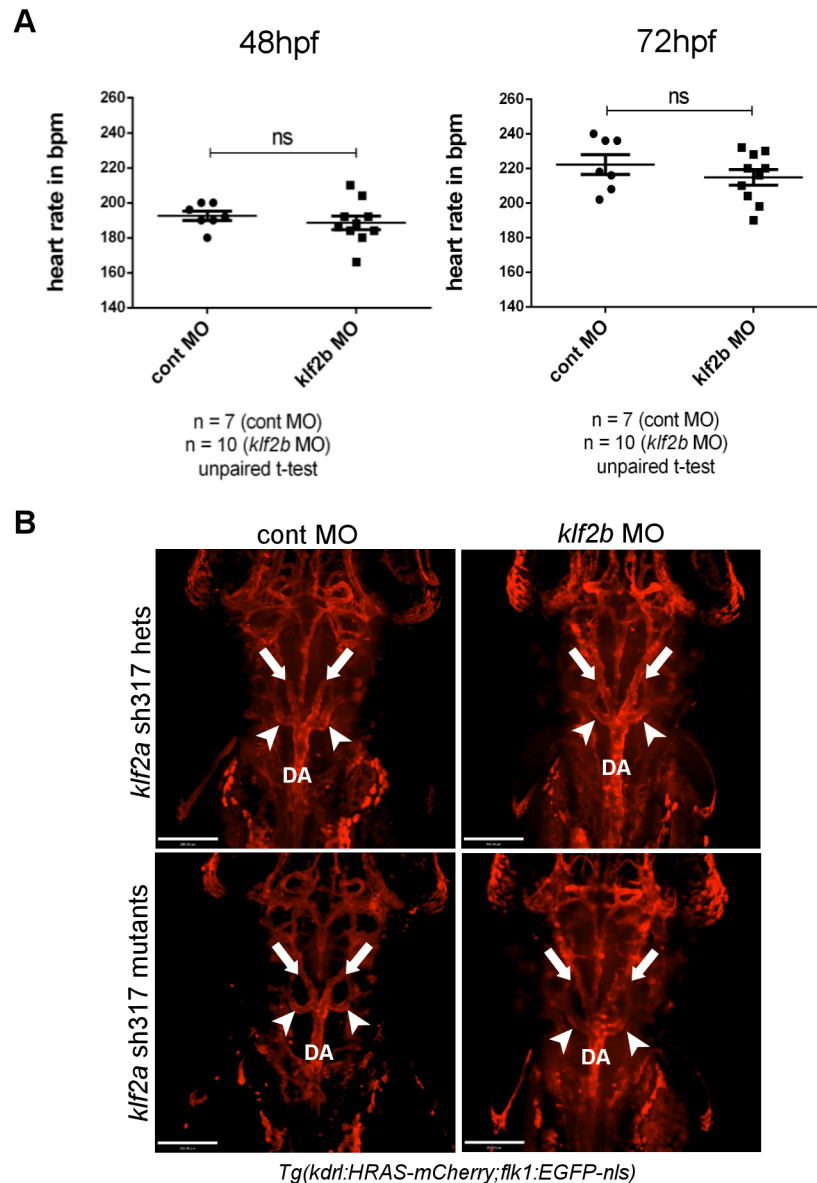 A
48hpf
72hpf
heart rate in bpm
260
240
220
200
180
160
140
ns
cont MO
klf2b MO
n = 7 (cont MO)
n = 10 (klf2b MO)
unpaired t-test
heart rate in bpm
260
240
220
200
180
160
140
ns
cont MO
klf2b MO
n = 7 (cont MO)
n = 10 (klf2b MO)
unpaired t-test
B
cont MO
klf2b MO
klf2a sh317 hets
DA
DA
klf2a sh317 mutants
DA
DA
Tg(kdrl:HRAS-mCherry;flk1:EGFP-nls)